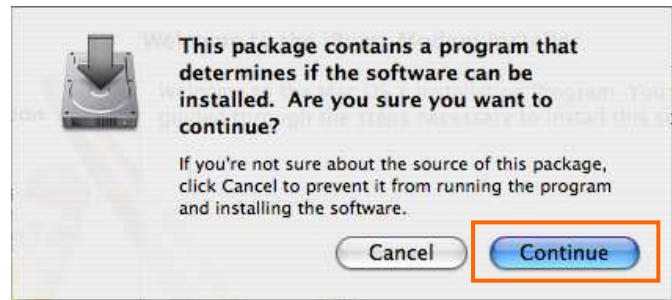 This package contains a program that
determines if the software can be
installed. Are you sure you want to
continue?
If you're not sure about the source of this package,
click Cancel to prevent it from running the program
and installing the software.
Cancel
Continue